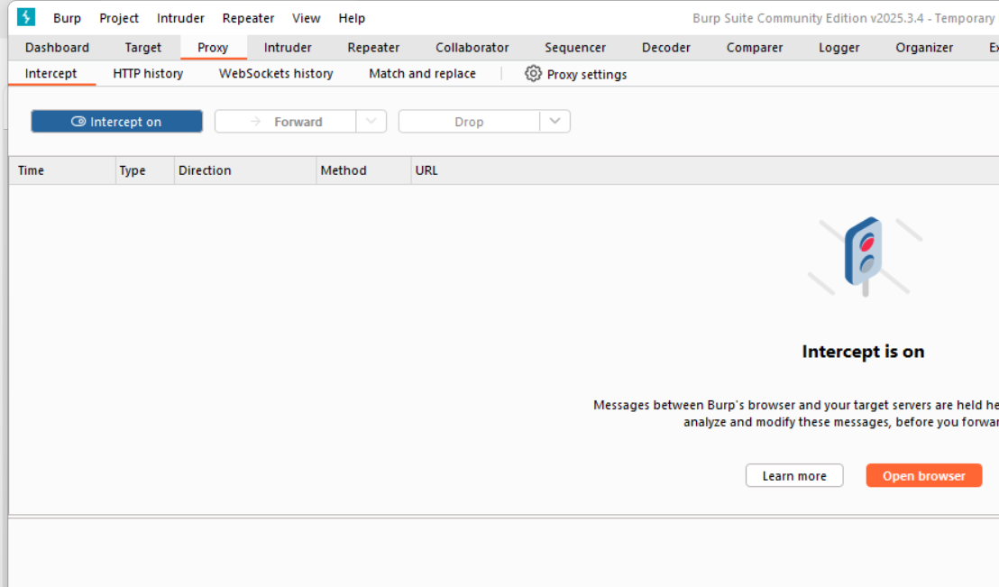 Burp Project Intruder Repeater View Help Burp Suite Community Edition v2025.3.4 - Temporary
Dashboard Target Proxy Intruder Repeater Collaborator Sequencer Decoder Comparer Logger Organizer Ex
Intercept HTTP history WebSockets history Match and replace Proxy settings
Intercept on Forward Drop
Time Type Direction Method URL
Intercept is on
Messages between Burp's browser and your target servers are held he
analyze and modify these messages, before you forwar
Learn more Open browser